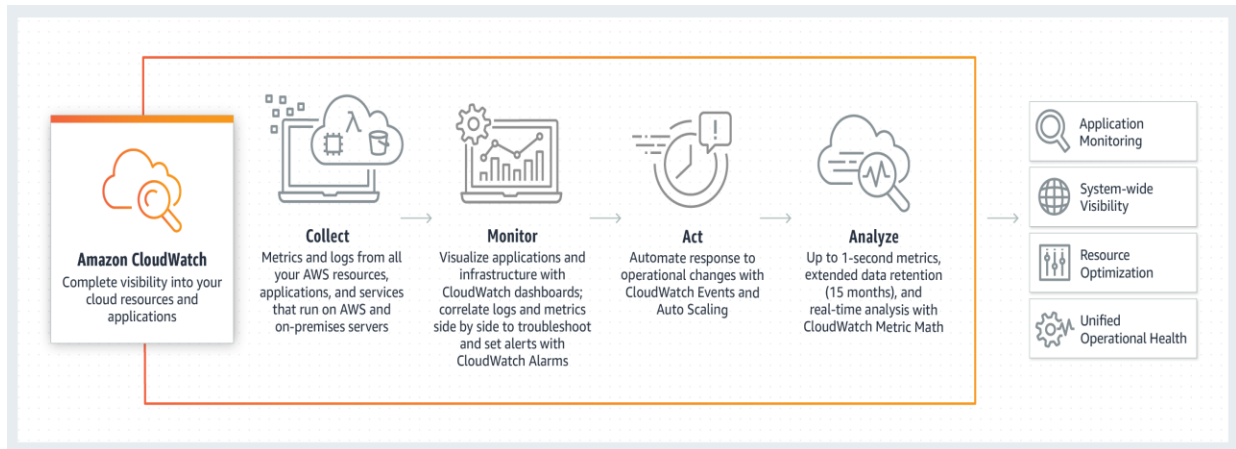 Amazon CloudWatch
Complete visibility into your
cloud resources and
applications
Collect
Metrics and logs from all
your AWS resources,
applications, and services
that run on AWS and
on-premises servers
Monitor
Visualize applications and
infrastructure with
CloudWatch dashboards;
correlate logs and metrics
side by side to troubleshoot
and set alerts with
CloudWatch Alarms
Act
Automate response to
operational changes with
CloudWatch Events and
Auto Scaling
Analyze
Up to 1-second metrics,
extended data retention
(15 months), and
real-time analysis with
CloudWatch Metric Math
Application
Monitoring
System-wide
Visibility
Resource
Optimization
Unified
Operational Health